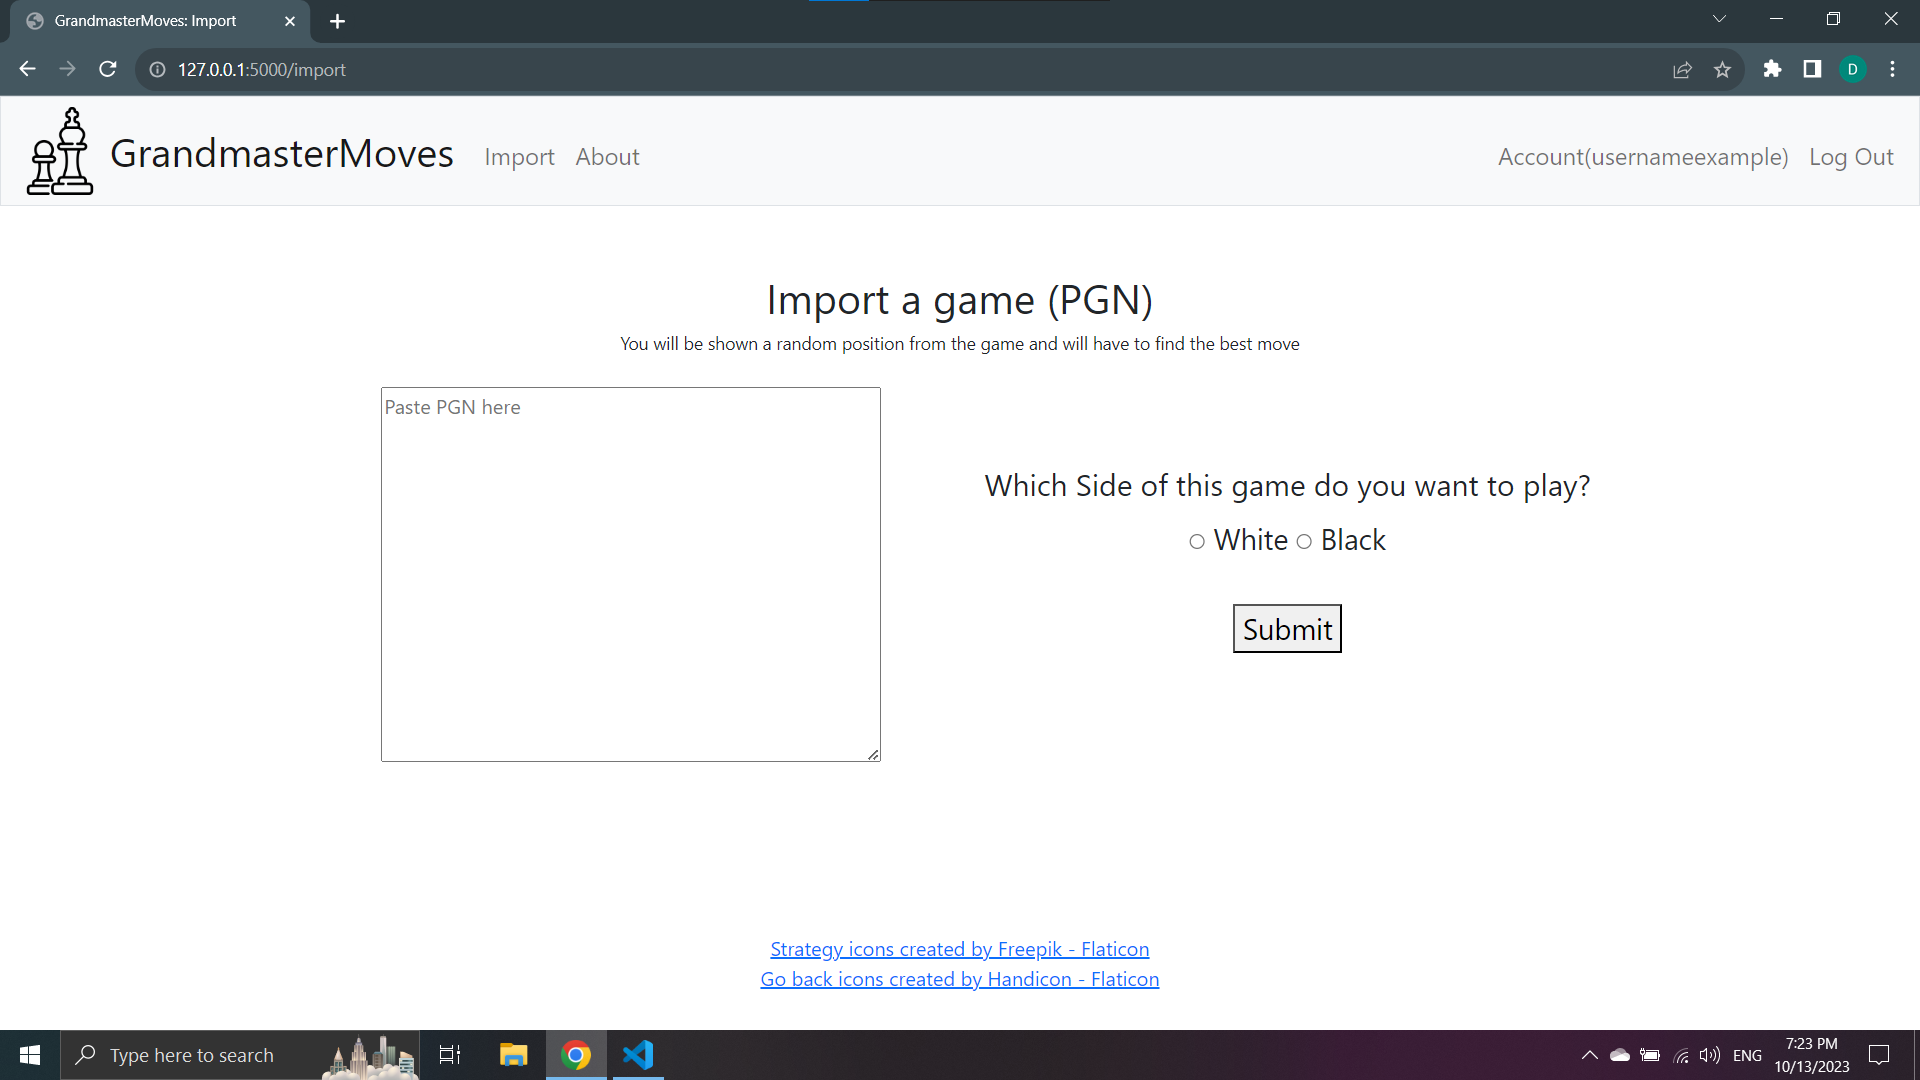 GrandmasterMoves: Import
127.0.0.1:5000/import
D
GrandmasterMoves
Import
About
Account(usernameexample)
Log Out
Import a game (PGN)
You will be shown a random position from the game and will have to find the best move
Paste PGN here
Which Side of this game do you want to play?
White
Black
Submit
Strategy icons created by Freepik - Flaticon
Go back icons created by Handicon - Flaticon
Type here to search
ENG
7:23 PM
10/13/2023